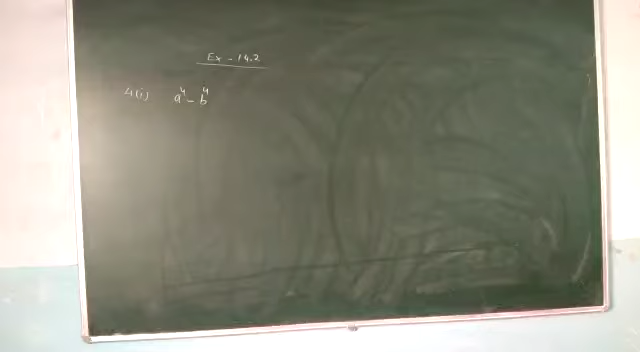 Ex - 14.2
4(i) a⁴ - b⁴